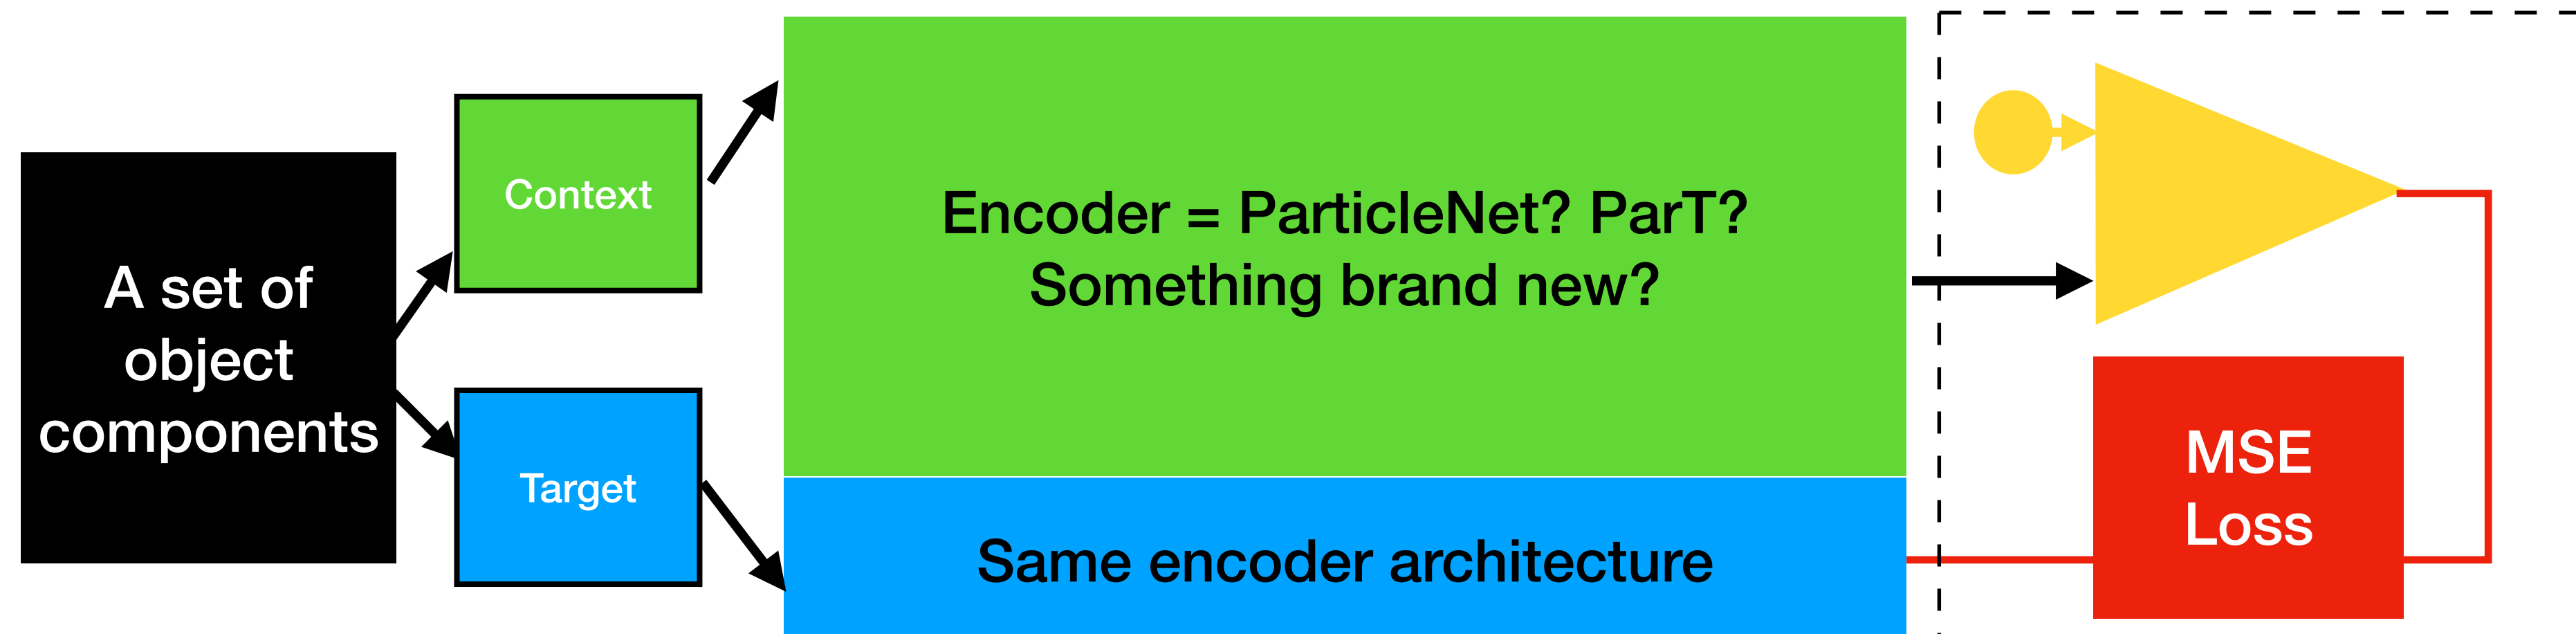 A set of
object
components
Context
Target
Encoder = ParticleNet? ParT?
Something brand new?
Same encoder architecture
MSE
Loss